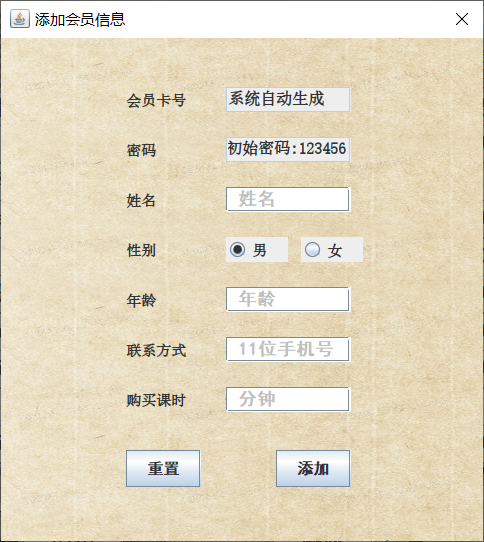 添加会员信息
会员卡号 系统自动生成
密码 初始密码:123456
姓名 姓名
性别 男 女
年龄 年龄
联系方式 11位手机号
购买课时 分钟
重置 添加